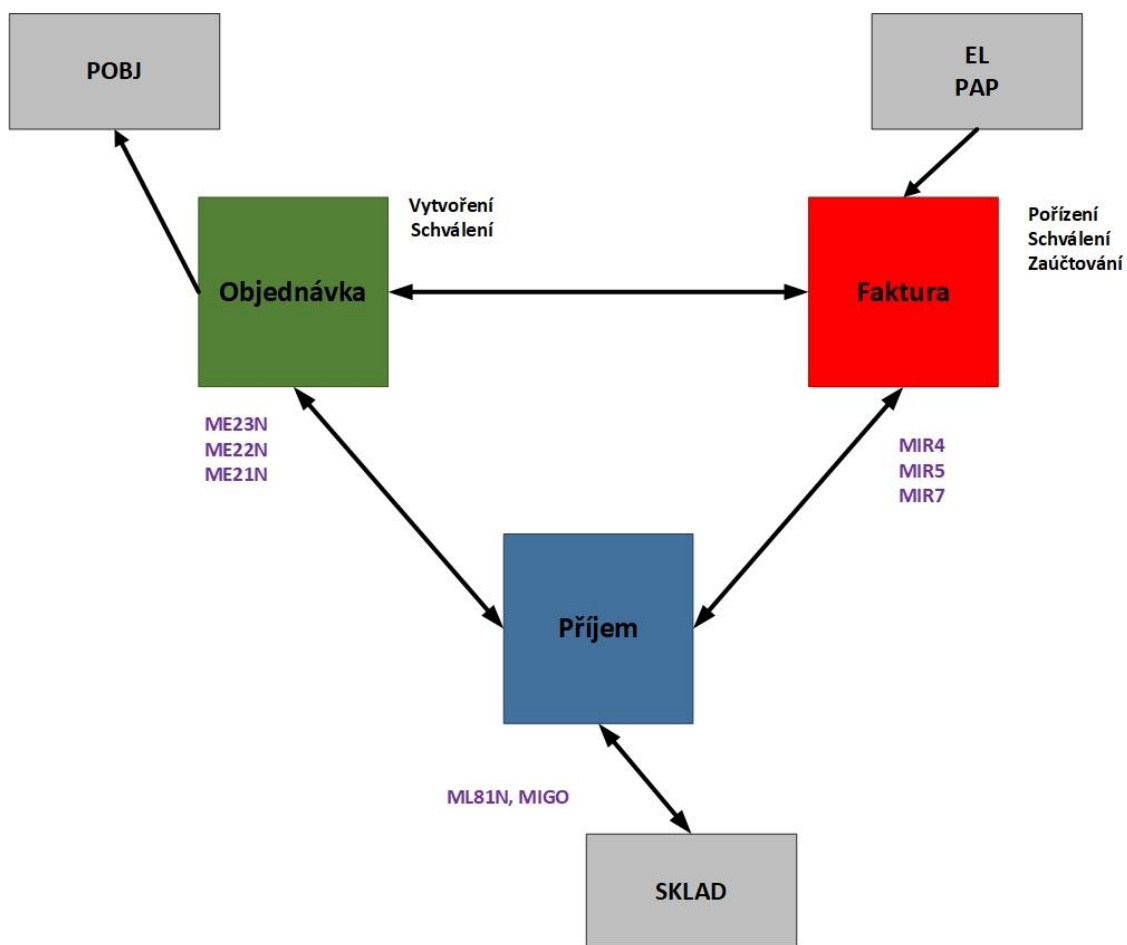 POBJ
EL
PAP
Vytvoření
Schválení
Pořízení
Schválení
Zaúčtování
Objednávka
Faktura
ME23N
ME22N
ME21N
MIR4
MIR5
MIR7
Příjem
ML81N, MIGO
SKLAD